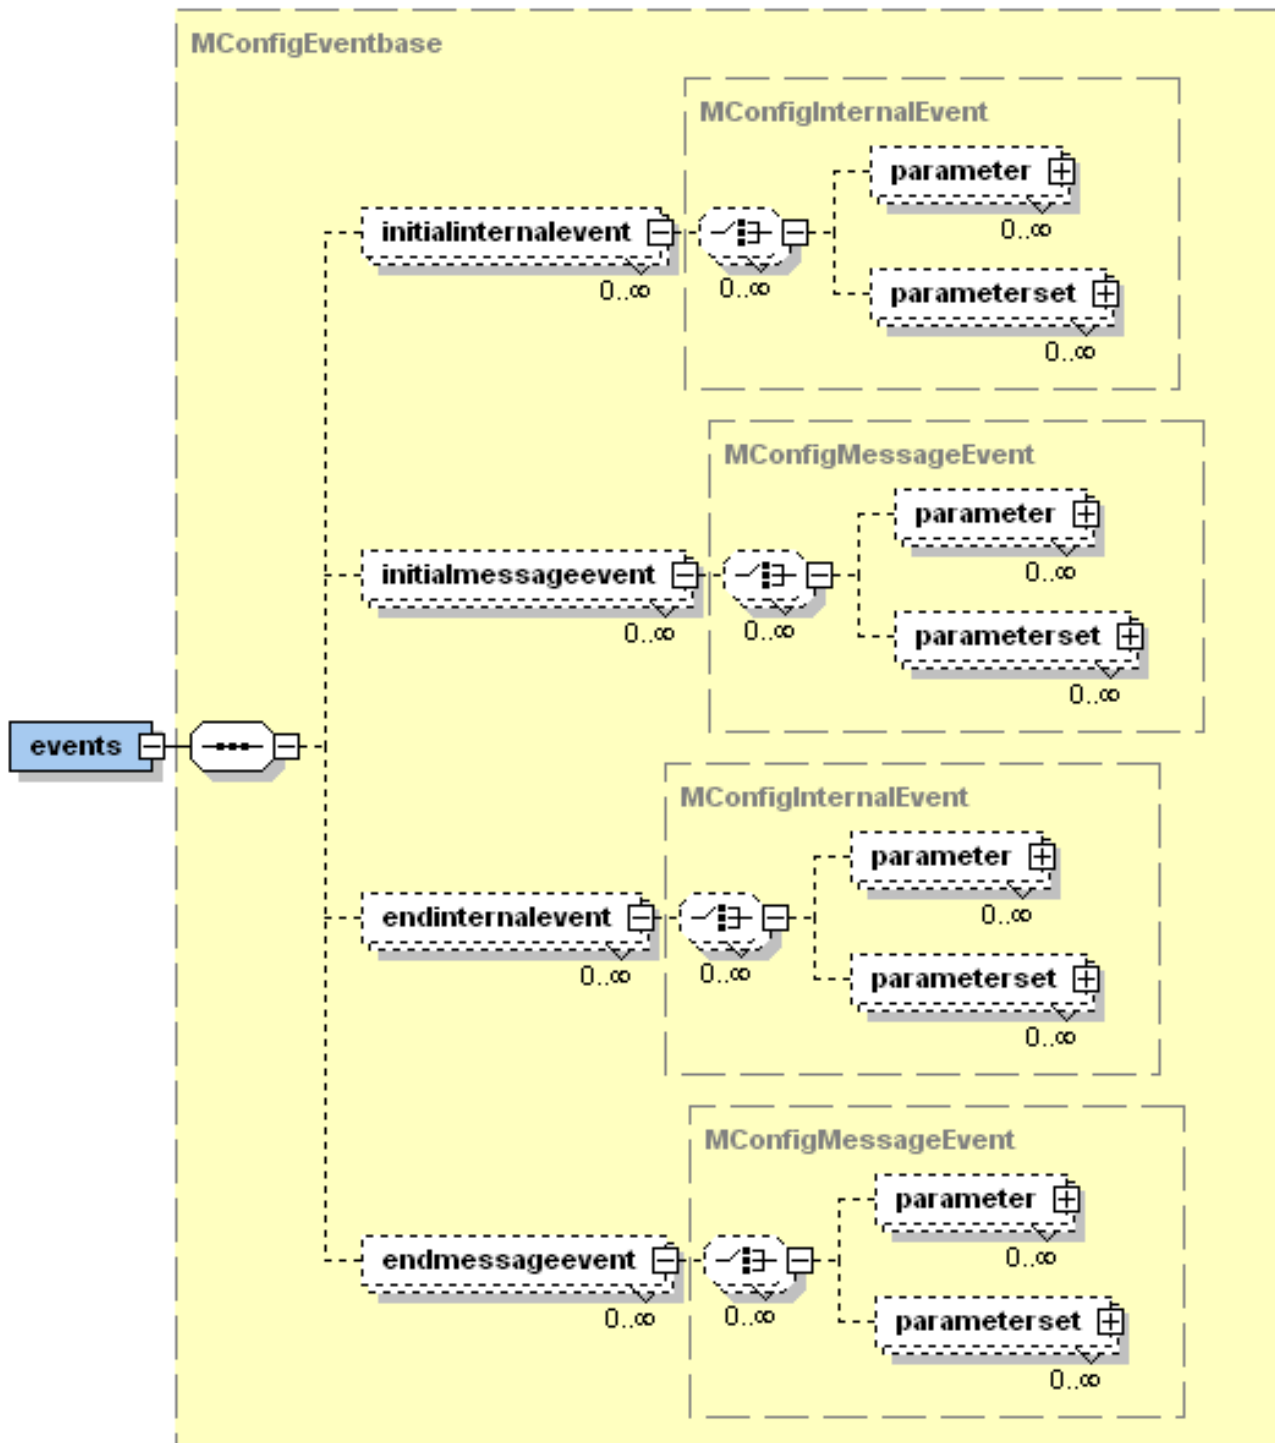 MConfigEventbase
MConfigInternalEvent
parameter
0..∞
initialinternalevent
0..∞
0..∞
parameterset
0..∞
MConfigMessageEvent
parameter
0..∞
initialmessageevent
0..∞
0..∞
parameterset
0..∞
events
MConfigInternalEvent
parameter
0..∞
endinternalevent
0..∞
0..∞
parameterset
0..∞
MConfigMessageEvent
parameter
0..∞
endmessageevent
0..∞
0..∞
parameterset
0..∞